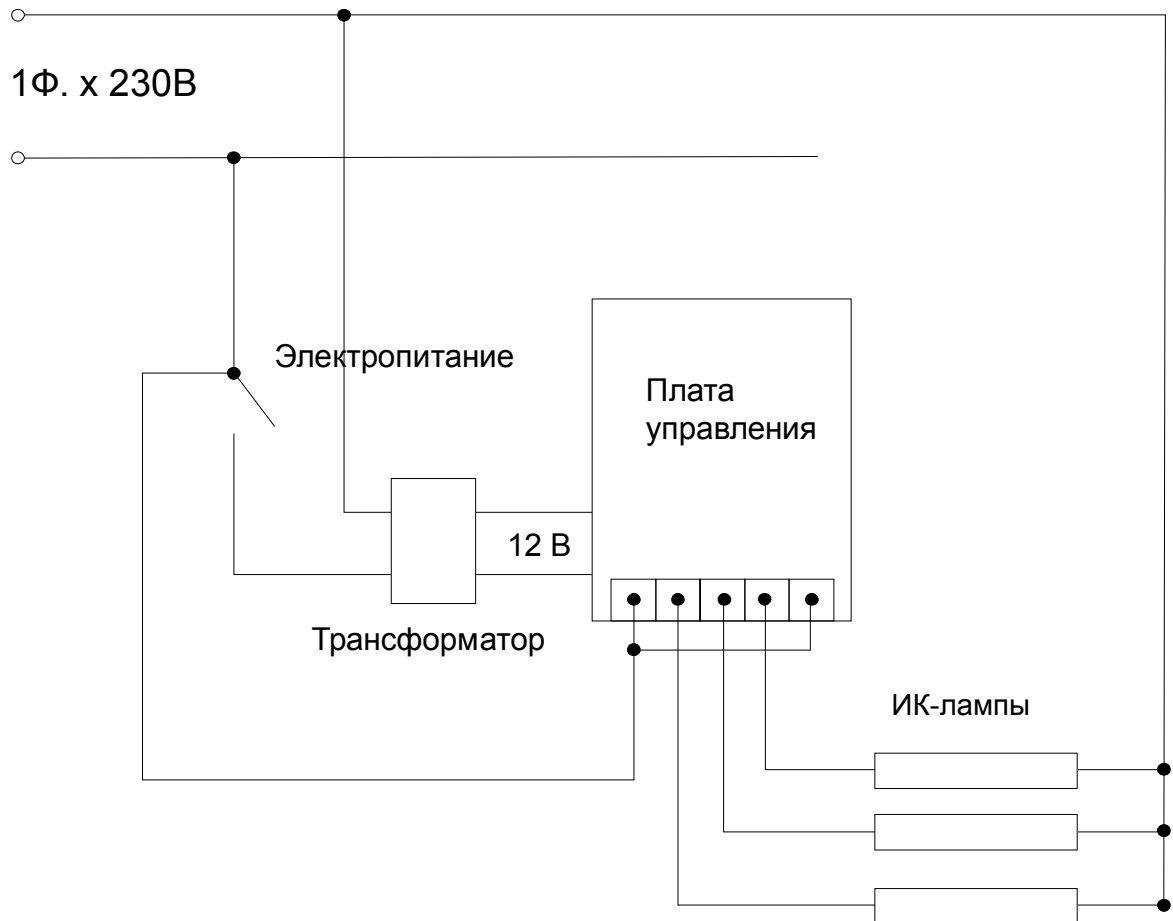 1Ф. х 230В
Электропитание
Плата
управления
12 В
Трансформатор
ИК-лампы